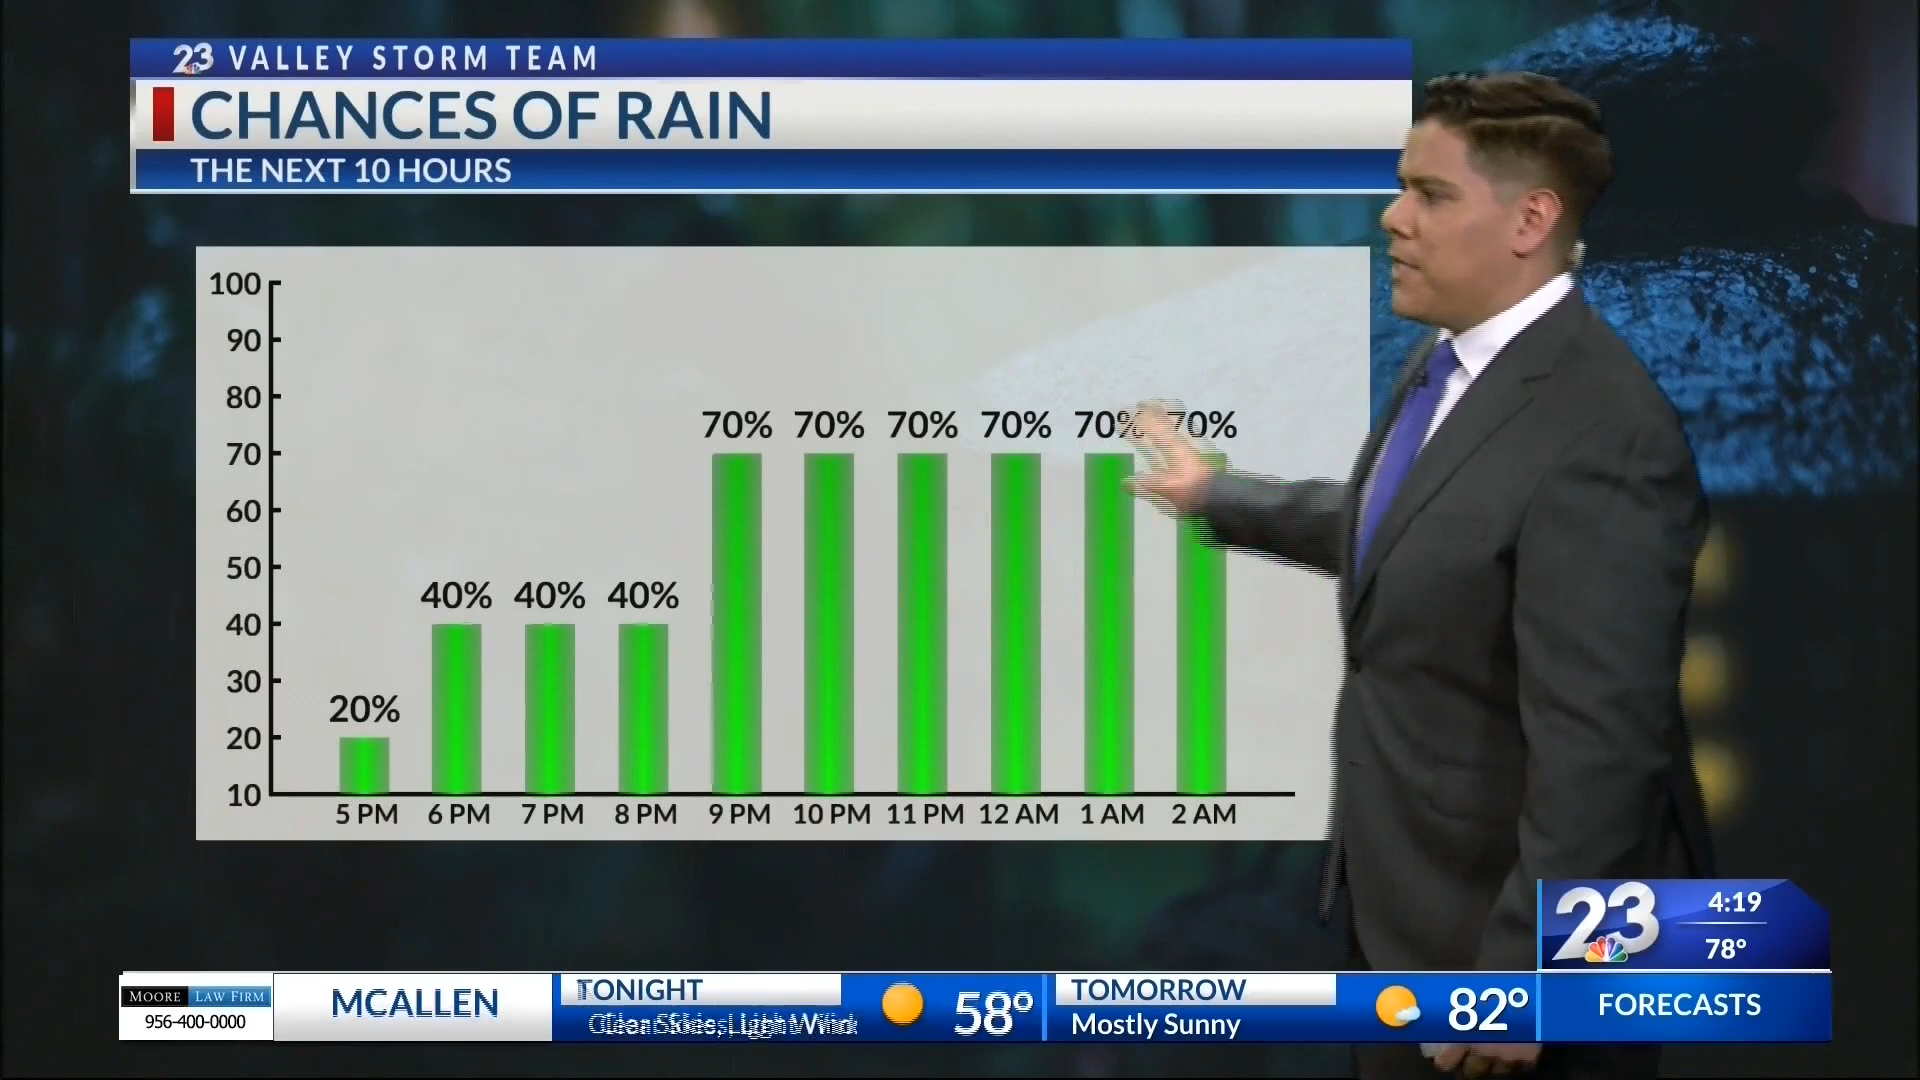 23 VALLEY STORM TEAM
CHANCES OF RAIN
THE NEXT 10 HOURS
100
90
80
70
60
50
40
30
20
10
20%
40% 40% 40%
70% 70% 70% 70% 70% 70%
5 PM 6 PM 7 PM 8 PM 9 PM 10 PM 11 PM 12 AM 1 AM 2 AM
23
4:19
78°
MOORE LAW FIRM
956-400-0000
MCALLEN
TONIGHT
58°
TOMORROW
Mostly Sunny
82°
FORECASTS